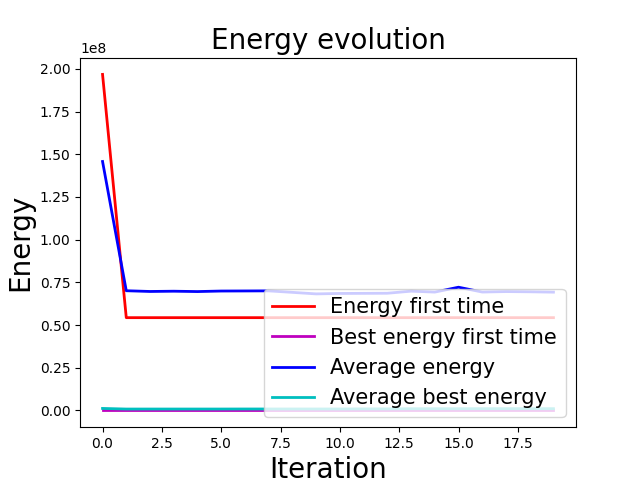 Energy evolution
1e8
2.00
1.75
1.50
1.25
1.00
0.75
0.50
0.25
0.00
Energy
Energy first time
Best energy first time
Average energy
Average best energy
0.0 2.5 5.0 7.5 10.0 12.5 15.0 17.5
Iteration